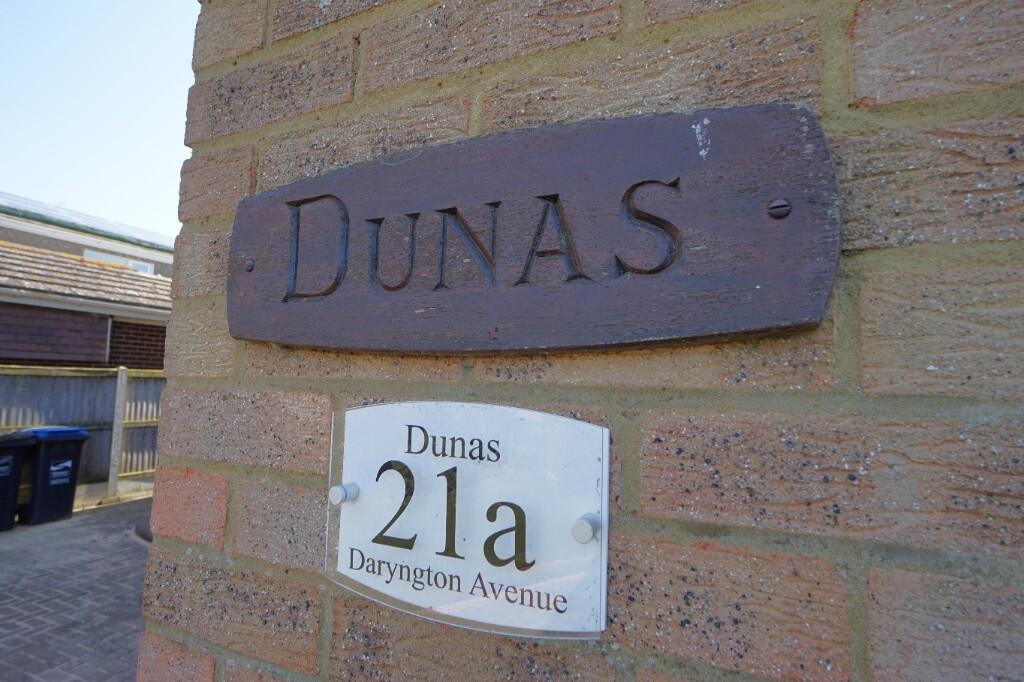 DUNAS
Dunas
21a
Daryngton Avenue